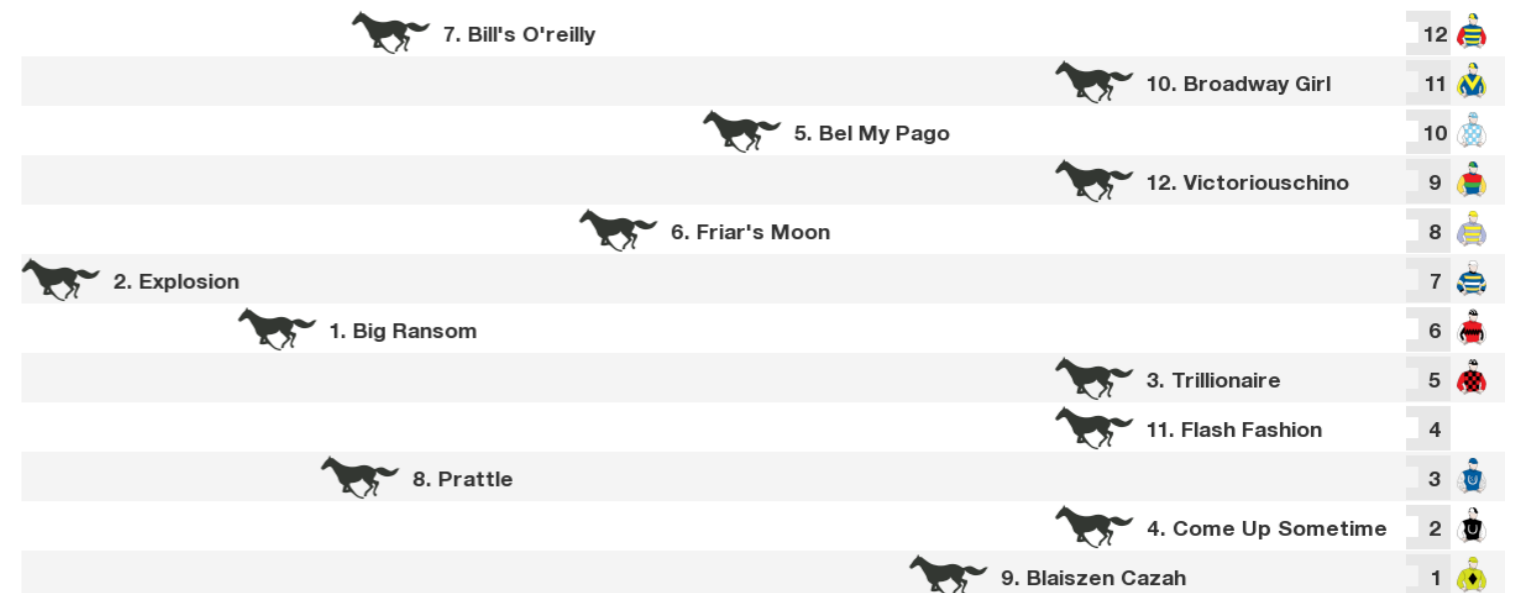 7. Bill's O'reilly 12
10. Broadway Girl 11
5. Bel My Pago 10
12. Victoriouschino 9
6. Friar's Moon 8
2. Explosion 7
1. Big Ransom 6
3. Trillionaire 5
11. Flash Fashion 4
8. Prattle 3
4. Come Up Sometime 2
9. Blaiszen Cazah 1